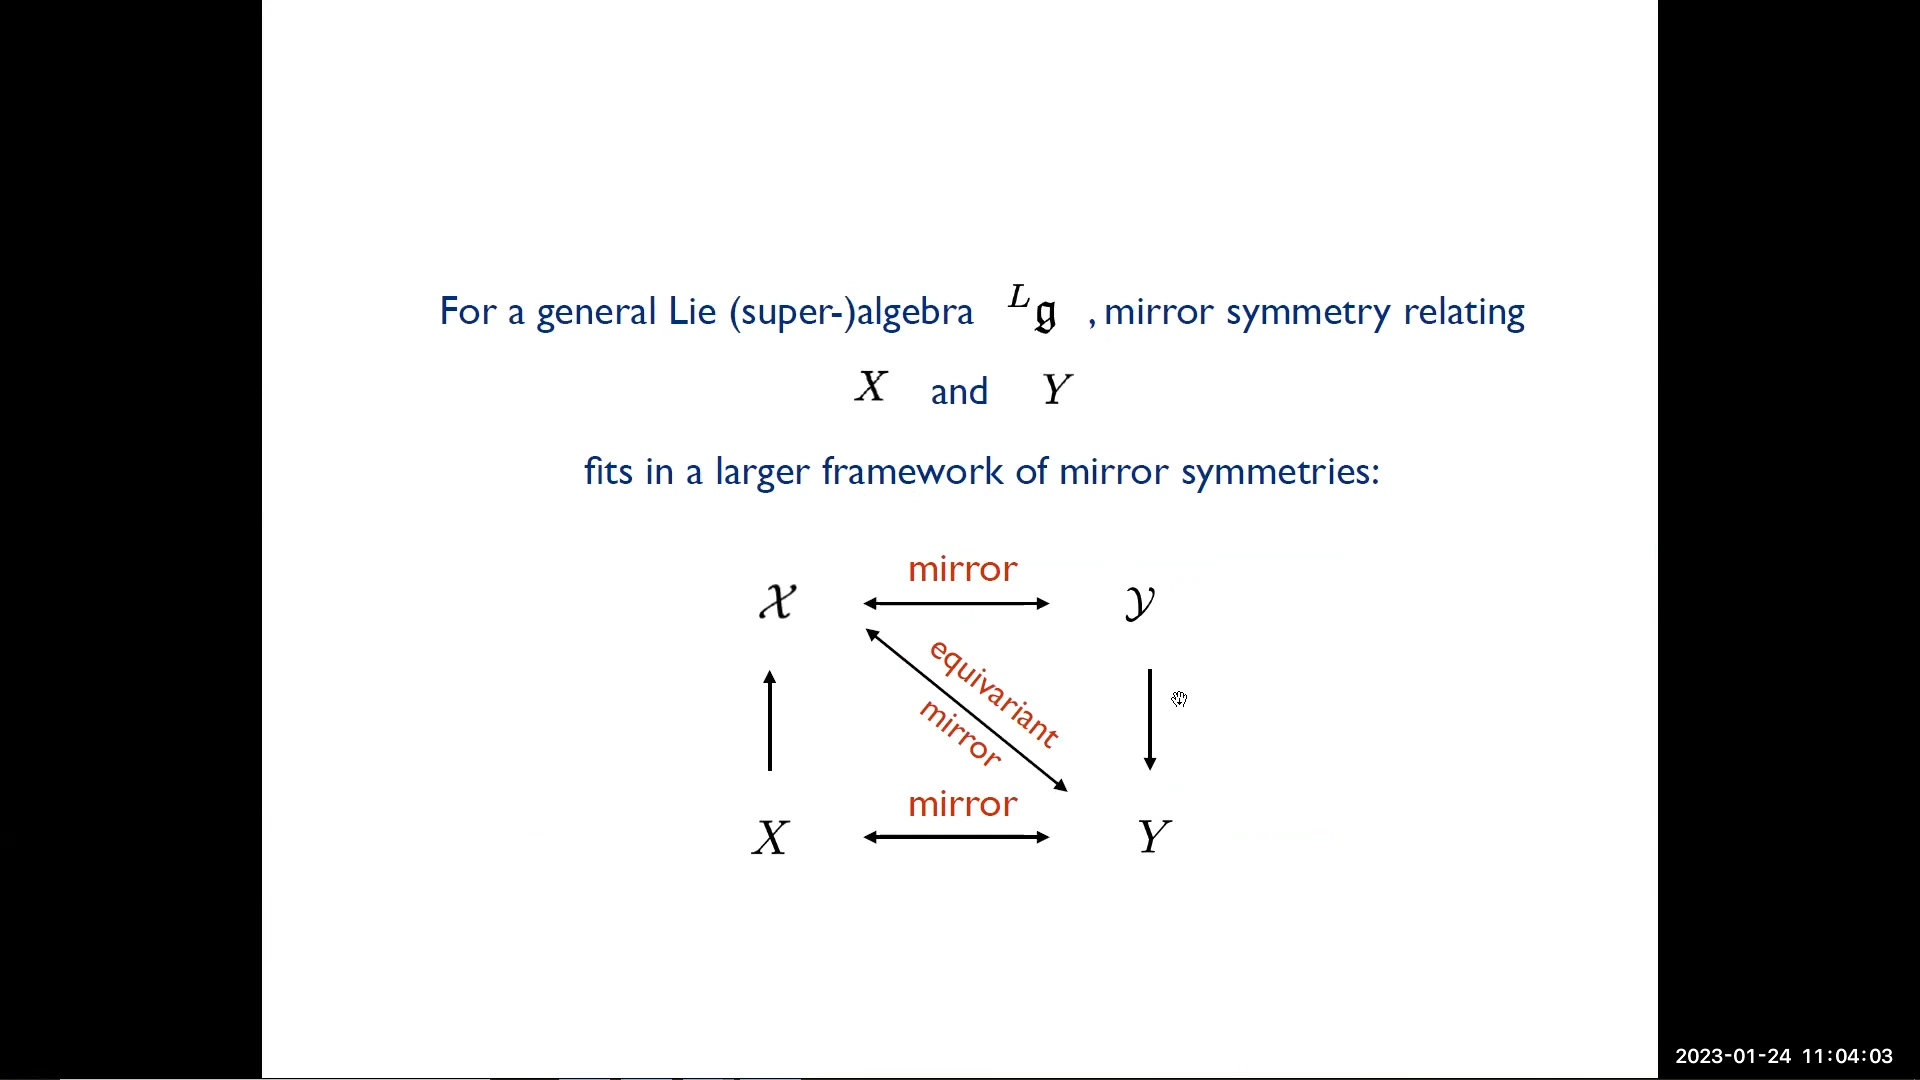 For a general Lie (super-)algebra ᴸ𝔤 , mirror symmetry relating
X and Y
fits in a larger framework of mirror symmetries:
mirror
𝒳 𝒴
equivariant
mirror
mirror
X Y
2023-01-24 11:04:03